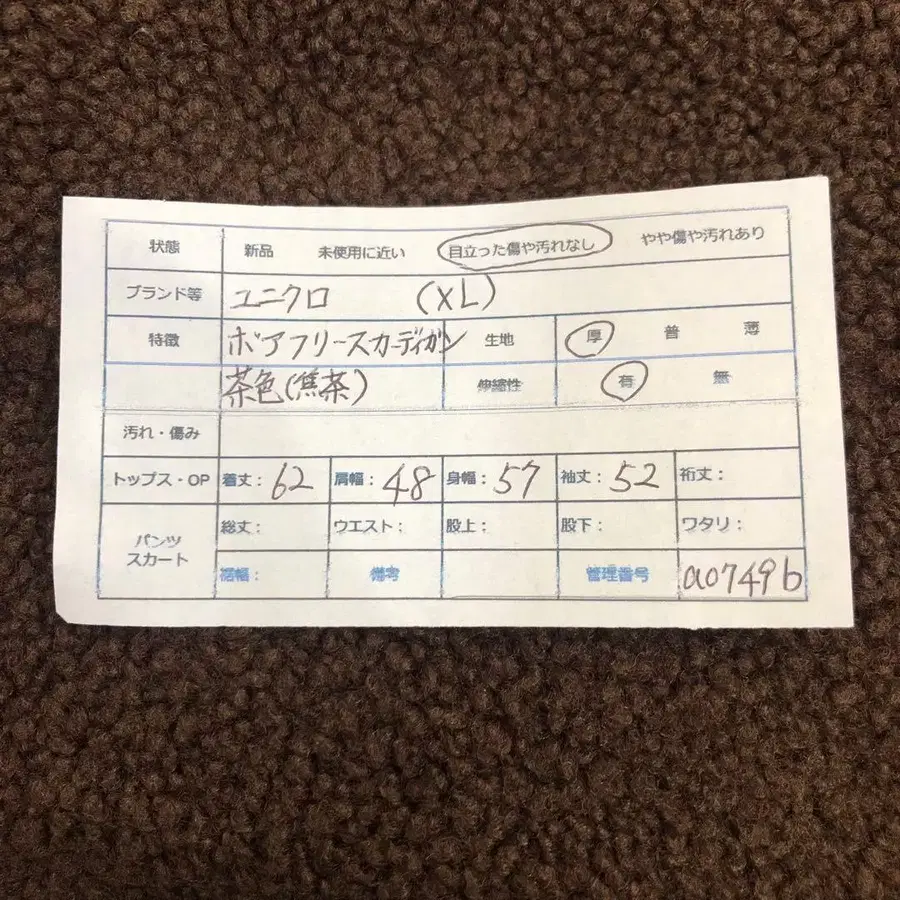 状態 新品 未使用に近い 目立った傷や汚れなし やや傷や汚れあり
ブランド等 ユニクロ (XL)
特徴 ボアフリースカーディガン 生地 厚 普 薄
茶色(焦茶) 伸縮性 有 無
汚れ・傷み
トップス・OP 着丈: 62 肩幅: 48 身幅: 57 袖丈: 52 裄丈:
パンツ スカート 総丈: ウエスト: 股上: 股下: ワタリ:
裾幅: 備考 管理番号 a0749b